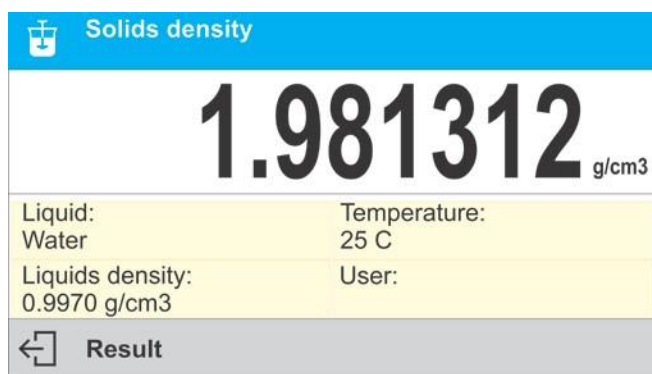 Solids density
1.981312 g/cm3
Liquid:
Water
Temperature:
25 C
Liquids density:
0.9970 g/cm3
User:
Result